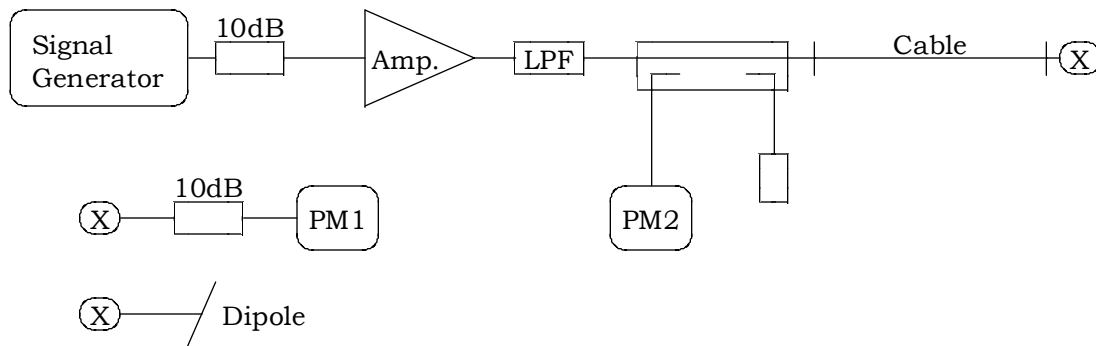 10dB
Signal
Generator
Amp.
LPF
Cable
X
10dB
X
PM1
PM2
X
Dipole